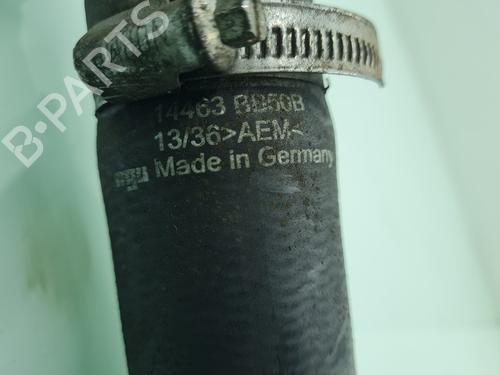 B-PARTS
14463 BB50B
13/36>AEM<
Made in Germany